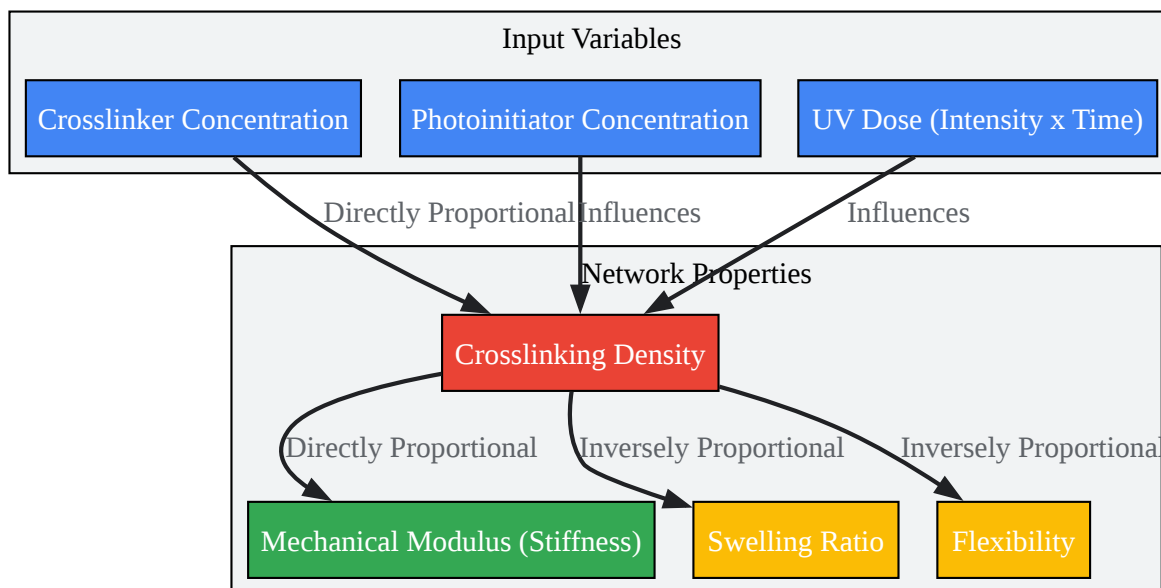 Input Variables
Crosslinker Concentration
Photoinitiator Concentration
UV Dose (Intensity x Time)
Directly Proportional
Influences
Influences
Network Properties
Crosslinking Density
Directly Proportional
Inversely Proportional
Inversely Proportional
Mechanical Modulus (Stiffness)
Swelling Ratio
Flexibility